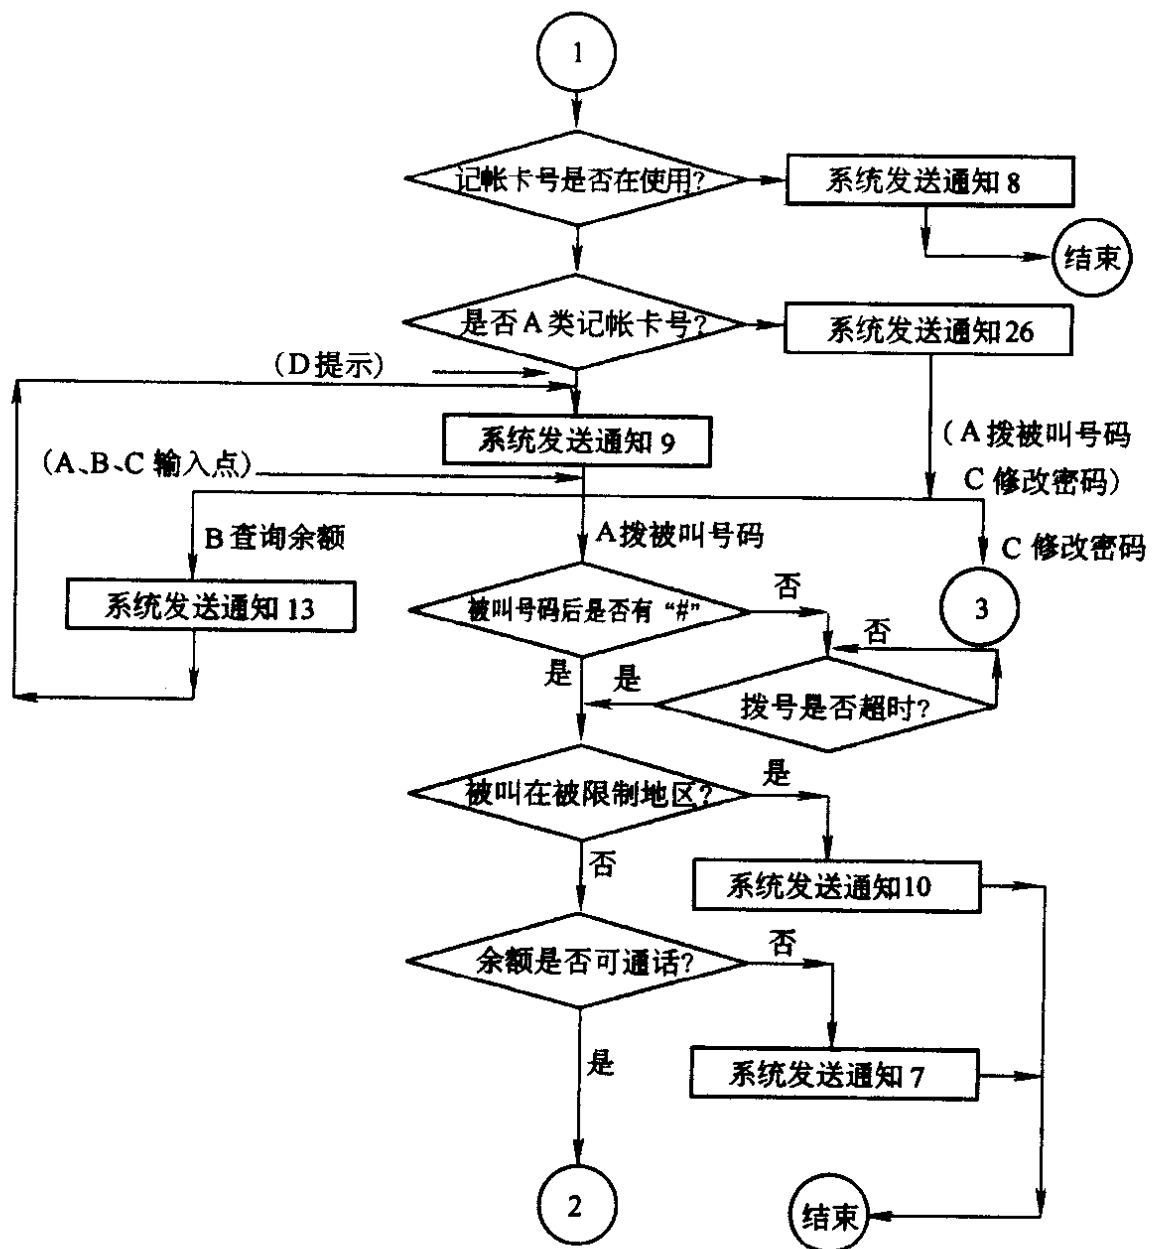 1
记帐卡号是否在使用?
系统发送通知 8
结束
是否 A 类记帐卡号?
系统发送通知 26
(D 提示)
系统发送通知 9
(A 拨被叫号码
C 修改密码)
(A、B、C 输入点)
B 查询余额
A 拨被叫号码
C 修改密码
系统发送通知 13
被叫号码后是否有 “#”
否
3
否
是
是
拨号是否超时?
被叫在被限制地区?
是
否
系统发送通知10
余额是否可通话?
否
是
系统发送通知 7
2
结束